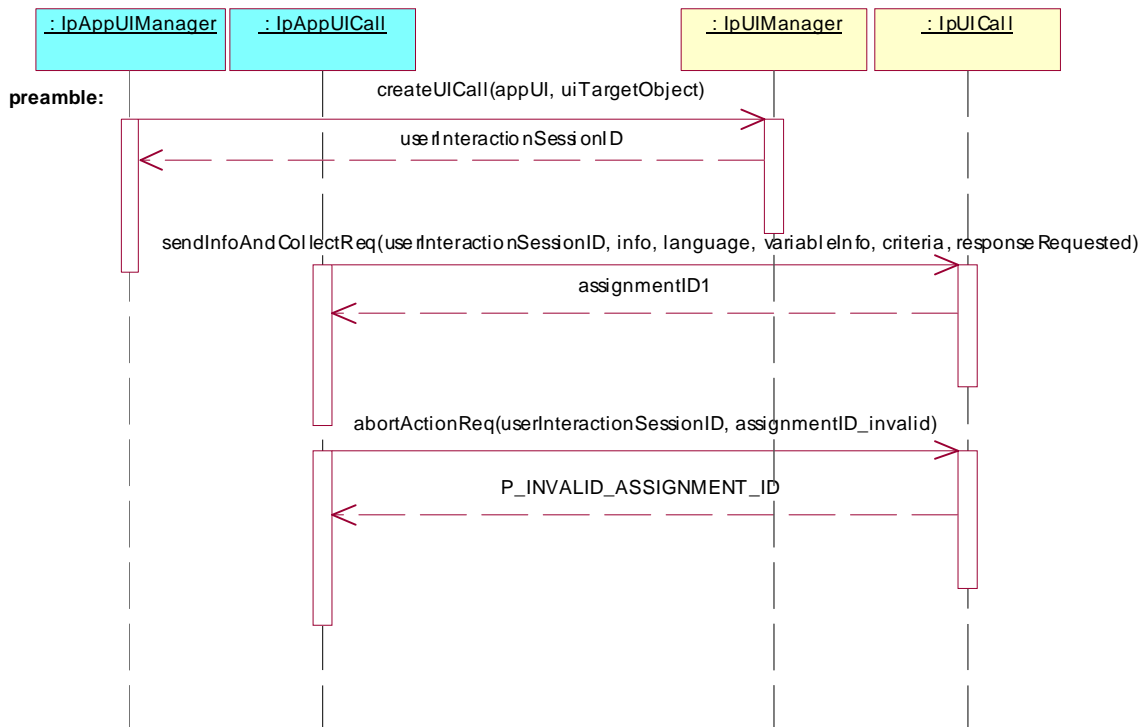 : IpAppUIManager
: IpAppUICall
: IpUIManager
: IpUICall
preamble:
createUICall(appUI, uiTargetObject)
userInteractionSessionID
sendInfoAndCollectReq(userInteractionSessionID, info, language, variableInfo, criteria, responseRequested)
assignmentID1
abortActionReq(userInteractionSessionID, assignmentID_invalid)
P_INVALID_ASSIGNMENT_ID